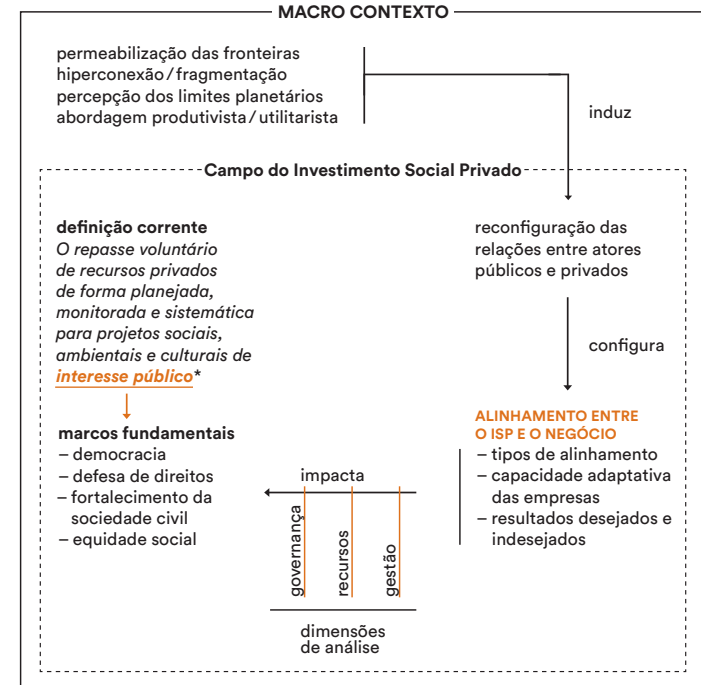 MACRO CONTEXTO
permeabilização das fronteiras
hiperconexão / fragmentação
percepção dos limites planetários
abordagem produtivista / utilitarista
induz
Campo do Investimento Social Privado
definição corrente
O repasse voluntário
de recursos privados
de forma planejada,
monitorada e sistemática
para projetos sociais,
ambientais e culturais de
interesse público*
marcos fundamentais
– democracia
– defesa de direitos
– fortalecimento da
sociedade civil
– equidade social
reconfiguração das
relações entre atores
públicos e privados
configura
ALINHAMENTO ENTRE
O ISP E O NEGÓCIO
– tipos de alinhamento
– capacidade adaptativa
das empresas
– resultados desejados e
indesejados
impacta
governança
recursos
gestão
dimensões
de análise